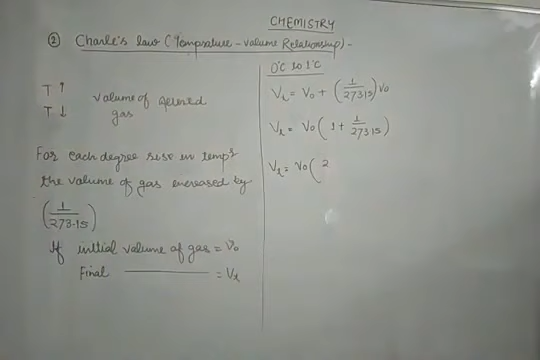 CHEMISTRY
② Charle's law (Temprature - volume Relationship) -
T ↑
T ↓
volume of
gas
For each degree rise in temp
the volume of gas increased by
(1/273.15)
If initial volume of gas = V₀
Final ———— = Vₜ
0°C to 1°C
Vₜ = V₀ + (1/273.15) V₀
Vₜ = V₀ (1 + 1/273.15)
Vₜ = V₀ ( 2